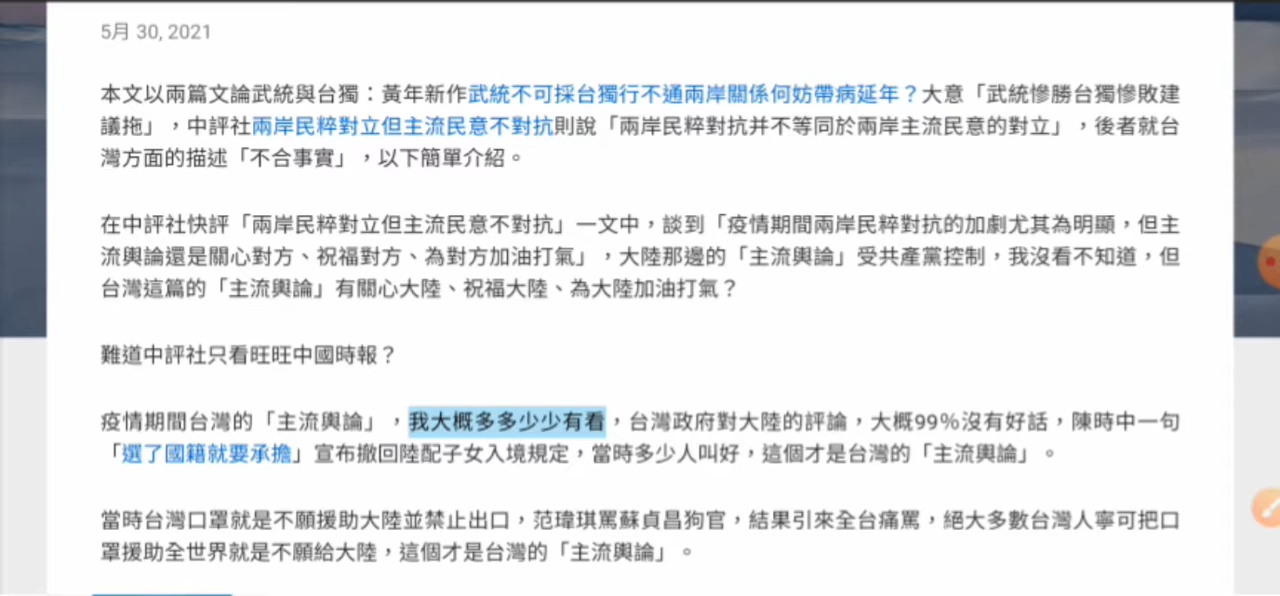 5月 30, 2021
本文以兩篇文論武統與台獨：黃年新作武統不可採台獨行不通兩岸關係何妨帶病延年？大意「武統慘勝台獨慘敗建
議拖」，中評社兩岸民粹對立但主流民意不對抗則說「兩岸民粹對抗并不等同於兩岸主流民意的對立」，後者就台
灣方面的描述「不合事實」，以下簡單介紹。
在中評社快評「兩岸民粹對立但主流民意不對抗」一文中，談到「疫情期間兩岸民粹對抗的加劇尤其為明顯，但主
流輿論還是關心對方、祝福對方、為對方加油打氣」，大陸那邊的「主流輿論」受共產黨控制，我沒看不知道，但
台灣這篇的「主流輿論」有關心大陸、祝福大陸、為大陸加油打氣？
難道中評社只看旺旺中國時報？
疫情期間台灣的「主流輿論」，我大概多多少少有看，台灣政府對大陸的評論，大概99%沒有好話，陳時中一句
「選了國籍就要承擔」宣布撤回陸配子女入境規定，當時多少人叫好，這個才是台灣的「主流輿論」。
當時台灣口罩就是不願援助大陸並禁止出口，范瑋琪罵蘇貞昌狗官，結果引來全台痛罵，絕大多數台灣人寧可把口
罩援助全世界就是不願給大陸，這個才是台灣的「主流輿論」。